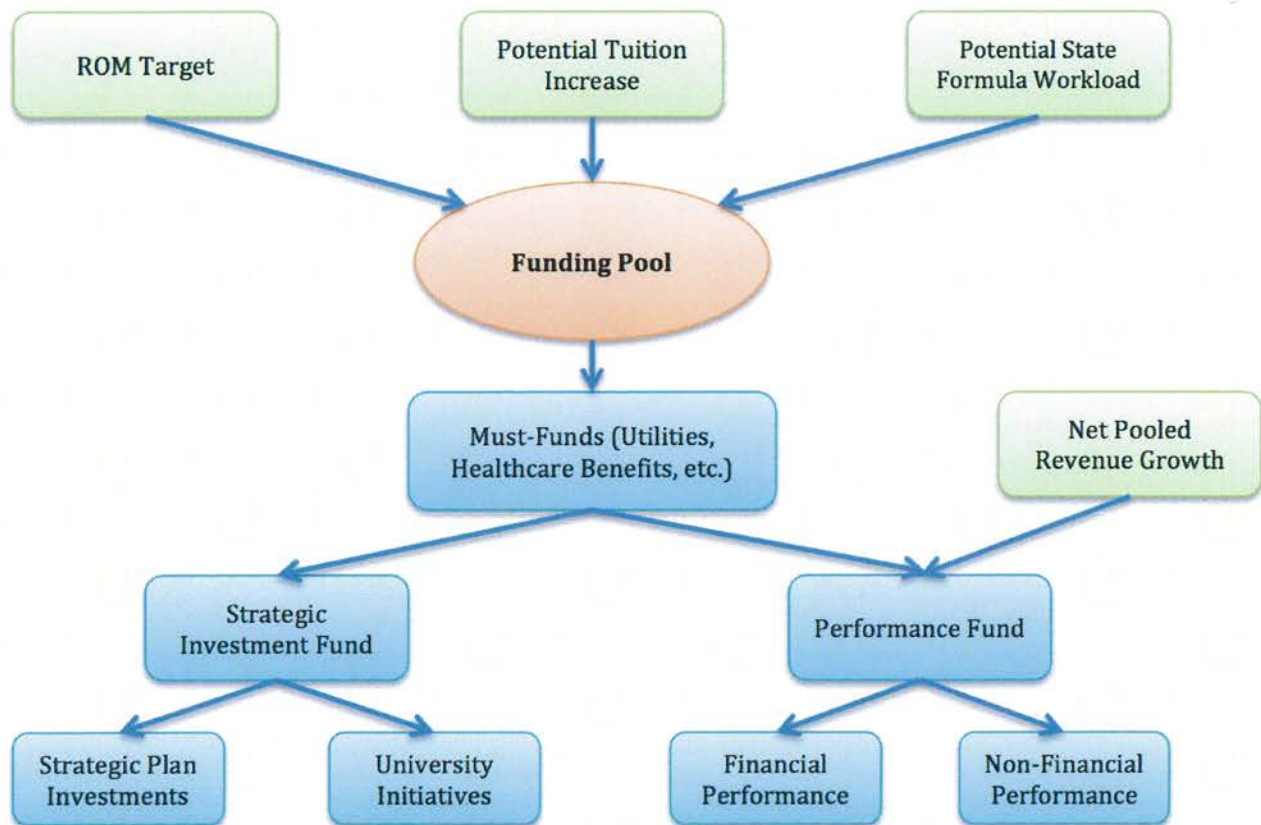 ROM Target
Potential Tuition
Increase
Potential State
Formula Workload
Funding Pool
Must-Funds (Utilities,
Healthcare Benefits, etc.)
Net Pooled
Revenue Growth
Strategic
Investment Fund
Performance Fund
Strategic Plan
Investments
University
Initiatives
Financial
Performance
Non-Financial
Performance